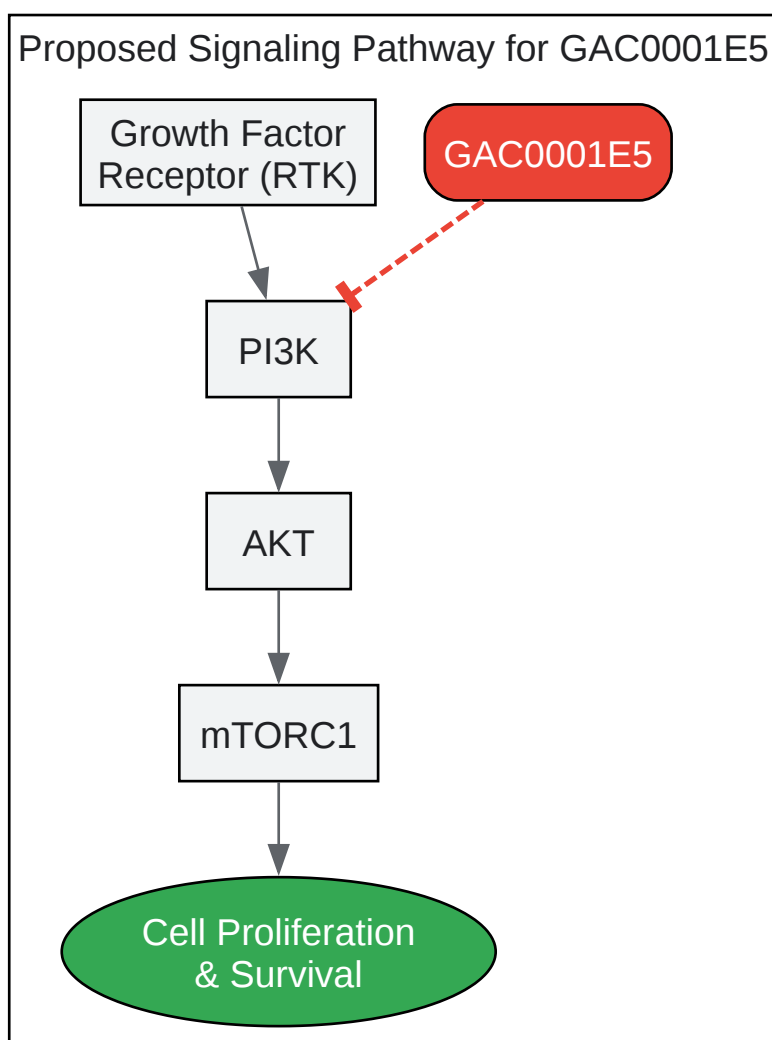 Proposed Signaling Pathway for GAC0001E5
Growth Factor
Receptor (RTK)
GAC0001E5
PI3K
AKT
mTORC1
Cell Proliferation
& Survival